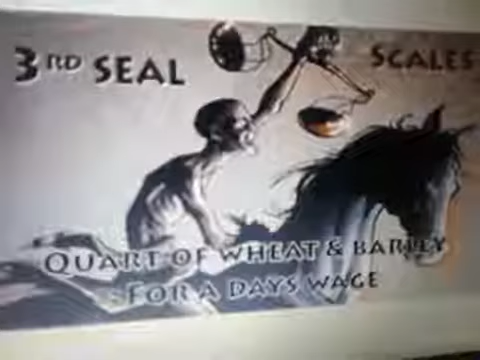 3RD SEAL
SCALES
QUART OF WHEAT & BARLEY
FOR A DAYS WAGE